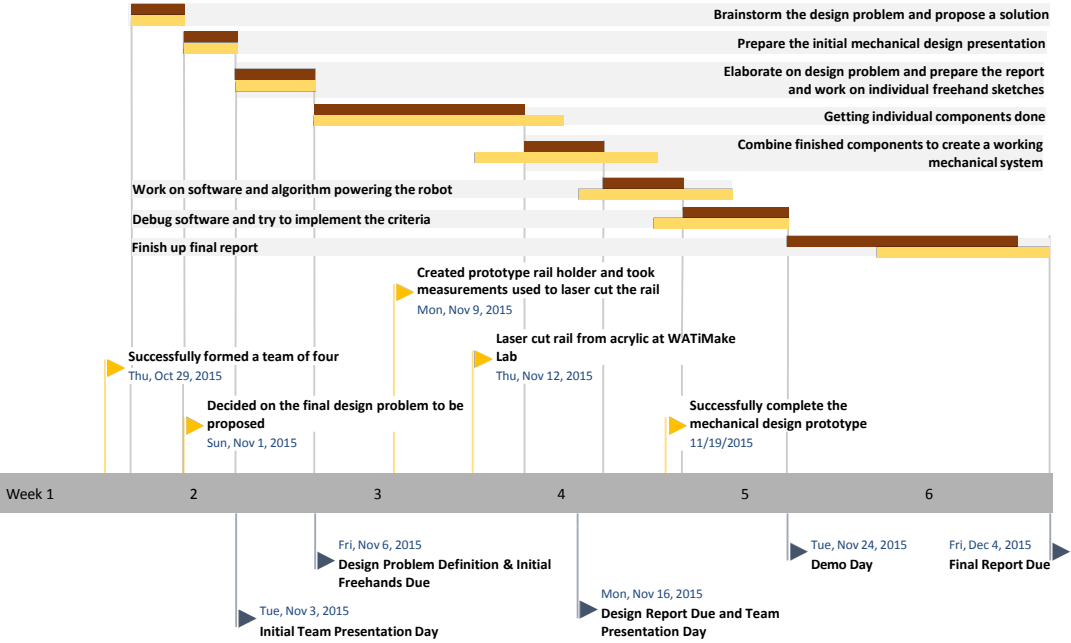 Brainstorm the design problem and propose a solution
Prepare the initial mechanical design presentation
Elaborate on design problem and prepare the report
and work on individual freehand sketches
Getting individual components done
Combine finished components to create a working
mechanical system
Work on software and algorithm powering the robot
Debug software and try to implement the criteria
Finish up final report
Created prototype rail holder and took
measurements used to laser cut the rail
Mon, Nov 9, 2015
Laser cut rail from acrylic at WATiMake
Lab
Thu, Nov 12, 2015
Successfully formed a team of four
Thu, Oct 29, 2015
Decided on the final design problem to be
proposed
Sun, Nov 1, 2015
Successfully complete the
mechanical design prototype
11/19/2015
Week 1 2 3 4 5 6
Fri, Nov 6, 2015
Design Problem Definition & Initial
Freehands Due
Tue, Nov 24, 2015
Demo Day
Fri, Dec 4, 2015
Final Report Due
Tue, Nov 3, 2015
Initial Team Presentation Day
Mon, Nov 16, 2015
Design Report Due and Team
Presentation Day